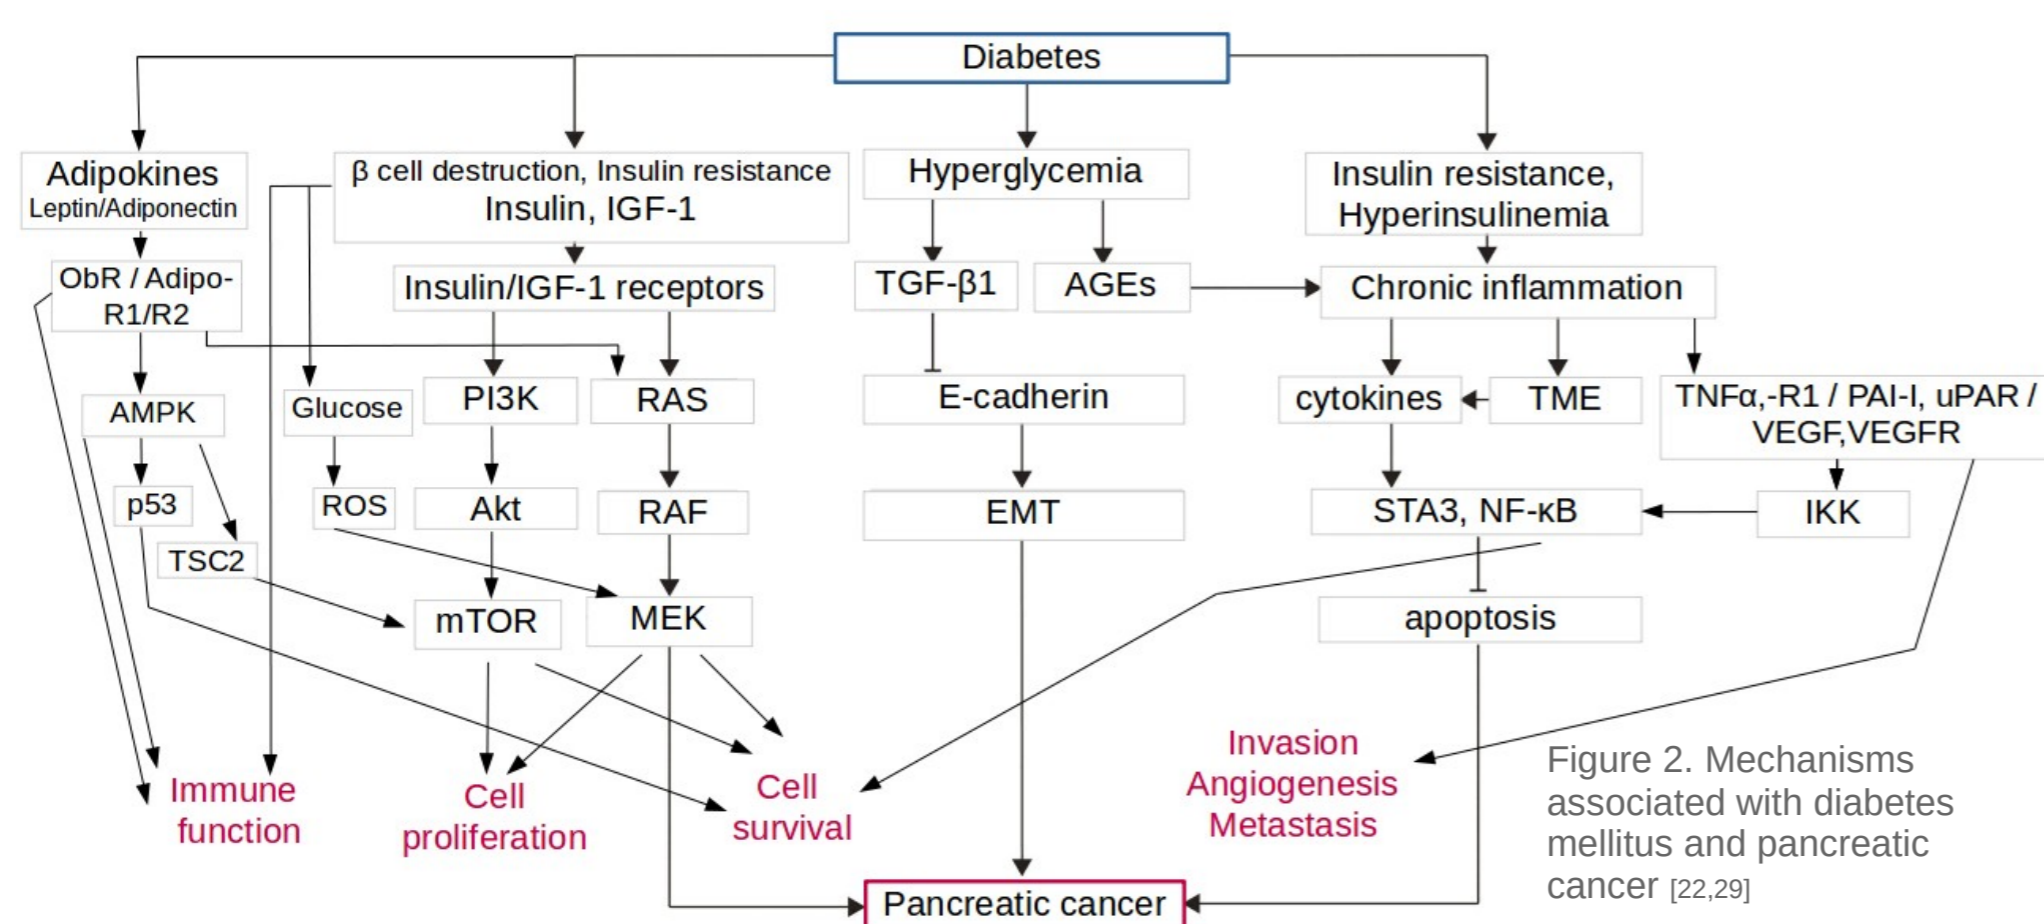 Diabetes
Adipokines
Leptin/Adiponectin
β cell destruction, Insulin resistance
Insulin, IGF-1
Hyperglycemia
Insulin resistance,
Hyperinsulinemia
ObR / Adipo-
R1/R2
Insulin/IGF-1 receptors
TGF-β1
AGEs
Chronic inflammation
AMPK
Glucose
PI3K
RAS
E-cadherin
cytokines
TME
TNFα,-R1 / PAI-I, uPAR /
VEGF,VEGFR
p53
ROS
Akt
RAF
EMT
STA3, NF-κB
IKK
TSC2
mTOR
MEK
apoptosis
Immune
function
Cell
proliferation
Cell
survival
Invasion
Angiogenesis
Metastasis
Figure 2. Mechanisms
associated with diabetes
mellitus and pancreatic
cancer [22,29]
Pancreatic cancer